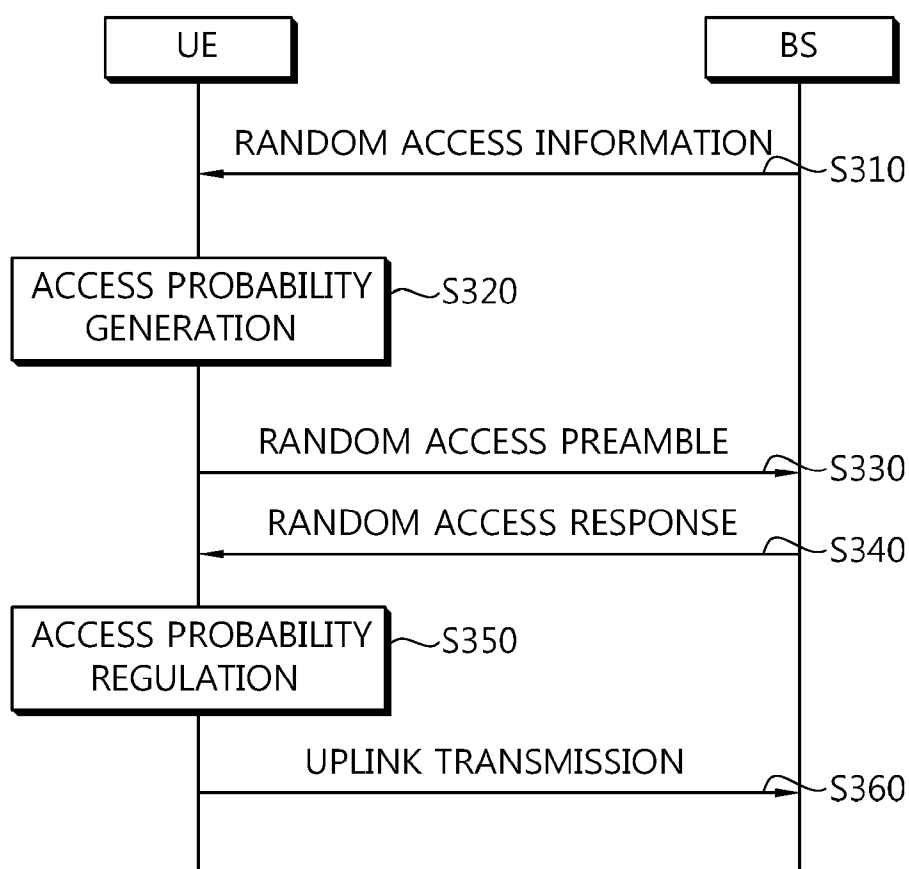 UE
BS
RANDOM ACCESS INFORMATION
S310
ACCESS PROBABILITY
GENERATION
S320
RANDOM ACCESS PREAMBLE
S330
RANDOM ACCESS RESPONSE
S340
ACCESS PROBABILITY
REGULATION
S350
UPLINK TRANSMISSION
S360